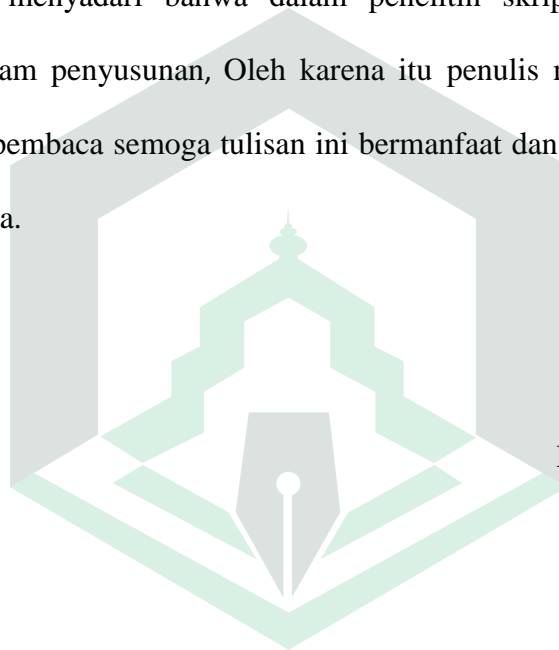 menyadari bahwa dalam penelitin skrip
am penyusunan, Oleh karena itu penulis
pembaca semoga tulisan ini bermanfaat dan
a.